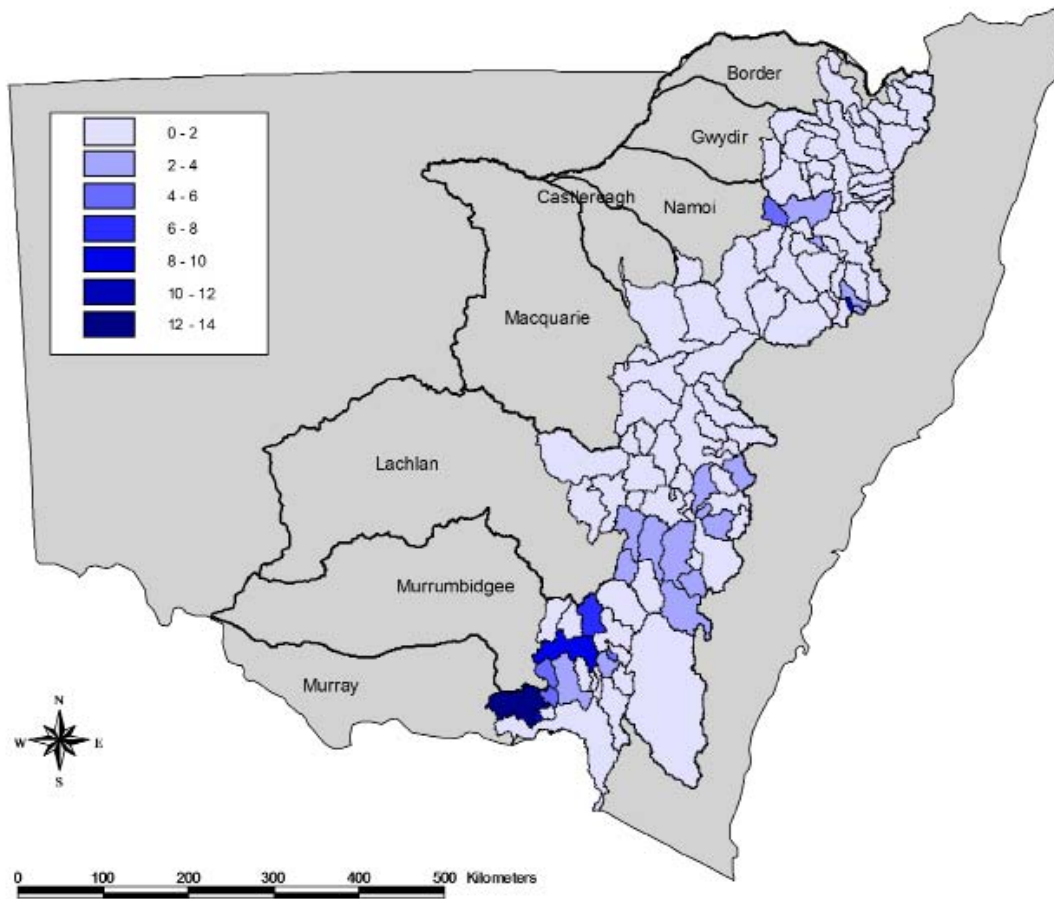 Border
Gwydir
0 - 2
2 - 4
4 - 6
6 - 8
8 - 10
10 - 12
12 - 14
Castlereagh
Namoi
Macquarie
Lachlan
Murrumbidgee
Murray
N
W E
S
0 100 200 300 400 500 Kilometers